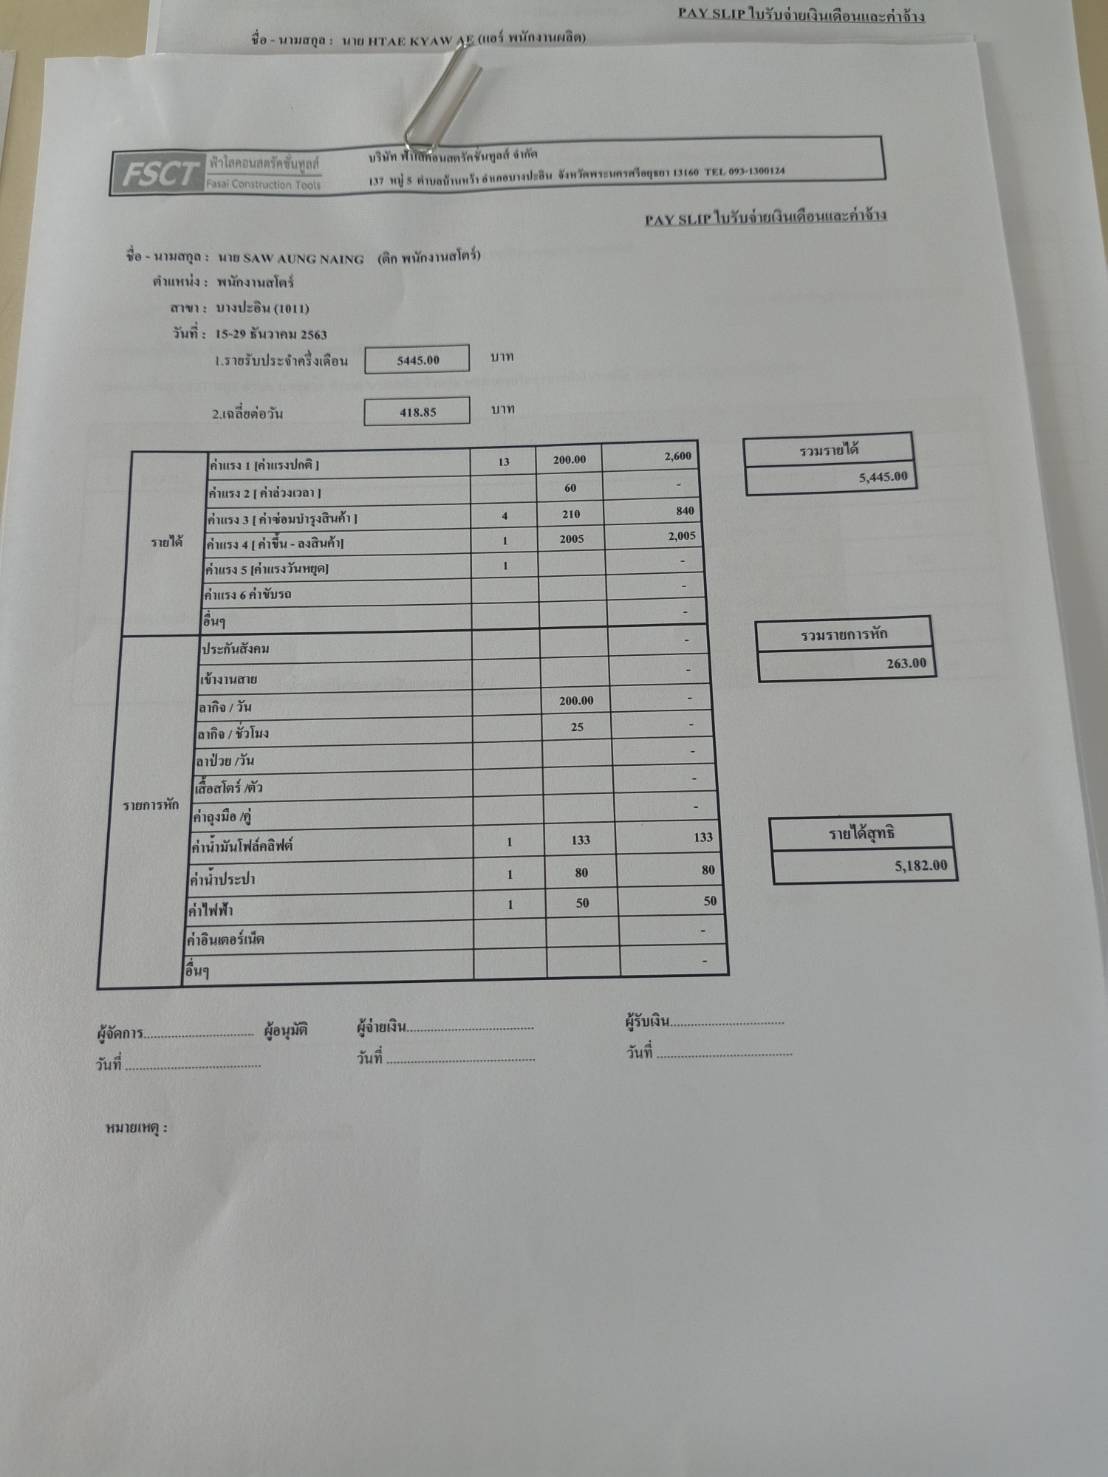 PAY SLIP ใบรับจ่ายเงินเดือนและค่าจ้าง
ชื่อ - นามสกุล : นาย HTAE KYAW AE (แอร์ พนักงานผลิต)
FSCT ฟ้าใสคอนสตรัคชั่นทูลส์
Fasai Construction Tools
บริษัท ฟ้าใสคอนสตรัคชั่นทูลส์ จำกัด
137 หมู่ 5 ตำบลบ้านหว้า อำเภอบางปะอิน จังหวัดพระนครศรีอยุธยา 13160 TEL 093-1300124
PAY SLIP ใบรับจ่ายเงินเดือนและค่าจ้าง
ชื่อ - นามสกุล : นาย SAW AUNG NAING (ติก พนักงานสโตร์)
ตำแหน่ง : พนักงานสโตร์
สาขา : บางปะอิน (1011)
วันที่ : 15-29 ธันวาคม 2563
1.รายรับประจำครึ่งเดือน 5445.00 บาท
2.เฉลี่ยต่อวัน 418.85 บาท
รายได้
ค่าแรง 1 [ค่าแรงปกติ ] 13 200.00 2,600
ค่าแรง 2 [ ค่าล่วงเวลา ] 60 -
ค่าแรง 3 [ ค่าซ่อมบำรุงสินค้า ] 4 210 840
ค่าแรง 4 [ ค่าขึ้น - ลงสินค้า] 1 2005 2,005
ค่าแรง 5 [ค่าแรงวันหยุด] 1 -
ค่าแรง 6 ค่าขับรถ -
อื่นๆ -
รวมรายได้
5,445.00
รายการหัก
ประกันสังคม -
เข้างานสาย -
ลากิจ / วัน 200.00 -
ลากิจ / ชั่วโมง 25 -
ลาป่วย /วัน -
เสื้อสโตร์ /ตัว -
ค่าถุงมือ /คู่ -
ค่าน้ำมันโฟล์คลิฟต์ 1 133 133
ค่าน้ำประปา 1 80 80
ค่าไฟฟ้า 1 50 50
ค่าอินเตอร์เน็ต -
อื่นๆ -
รวมรายการหัก
263.00
รายได้สุทธิ
5,182.00
ผู้จัดการ.............................. ผู้อนุมัติ ผู้จ่ายเงิน.................................. ผู้รับเงิน..............................
วันที่ .................................... วันที่ ........................................ วันที่ ....................................
หมายเหตุ :